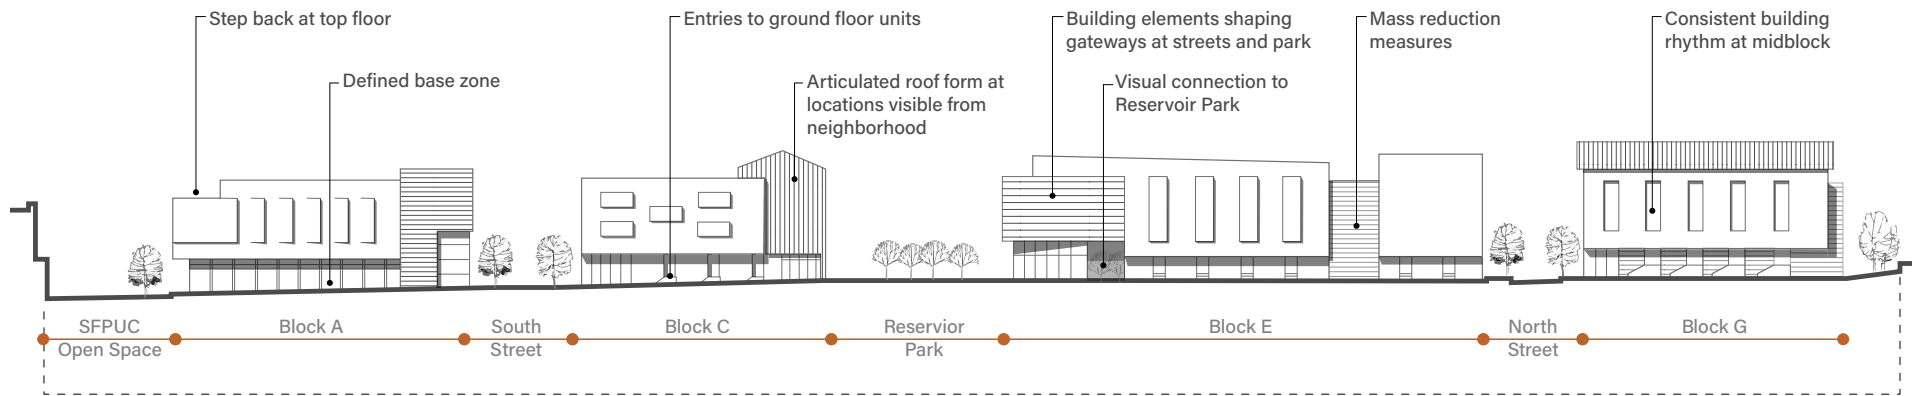 Step back at top floor
Defined base zone
Entries to ground floor units
Articulated roof form at
locations visible from
neighborhood
Building elements shaping
gateways at streets and park
Visual connection to
Reservoir Park
Mass reduction
measures
Consistent building
rhythm at midblock
SFPUC
Open Space
Block A
South
Street
Block C
Reservior
Park
Block E
North
Street
Block G